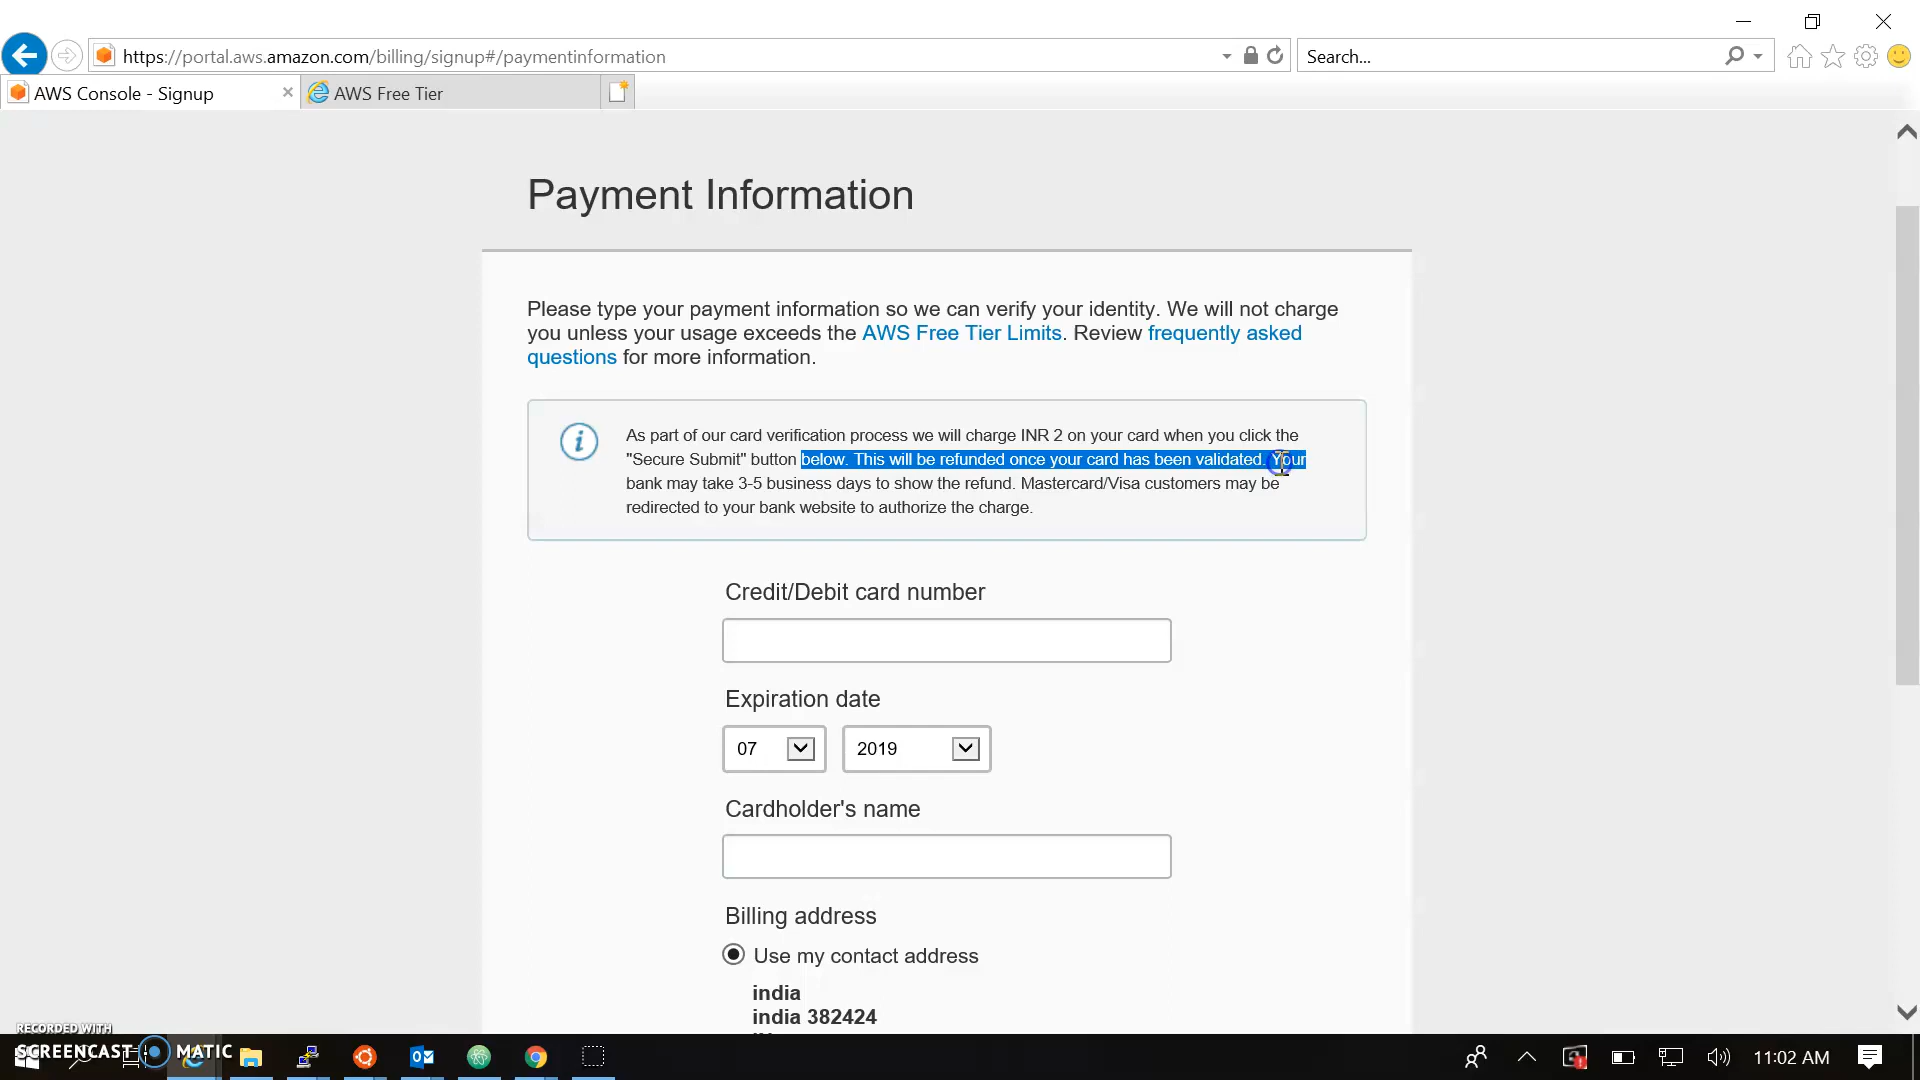 https://portal.aws.amazon.com/billing/signup#/paymentinformation
Search...
AWS Console - Signup
AWS Free Tier
Payment Information
Please type your payment information so we can verify your identity. We will not charge
you unless your usage exceeds the AWS Free Tier Limits. Review frequently asked
questions for more information.
As part of our card verification process we will charge INR 2 on your card when you click the
"Secure Submit" button below. This will be refunded once your card has been validated. Your
bank may take 3-5 business days to show the refund. Mastercard/Visa customers may be
redirected to your bank website to authorize the charge.
Credit/Debit card number
Expiration date
07
2019
Cardholder's name
Billing address
Use my contact address
india
india 382424
RECORDED WITH
SCREENCAST MATIC
11:02 AM